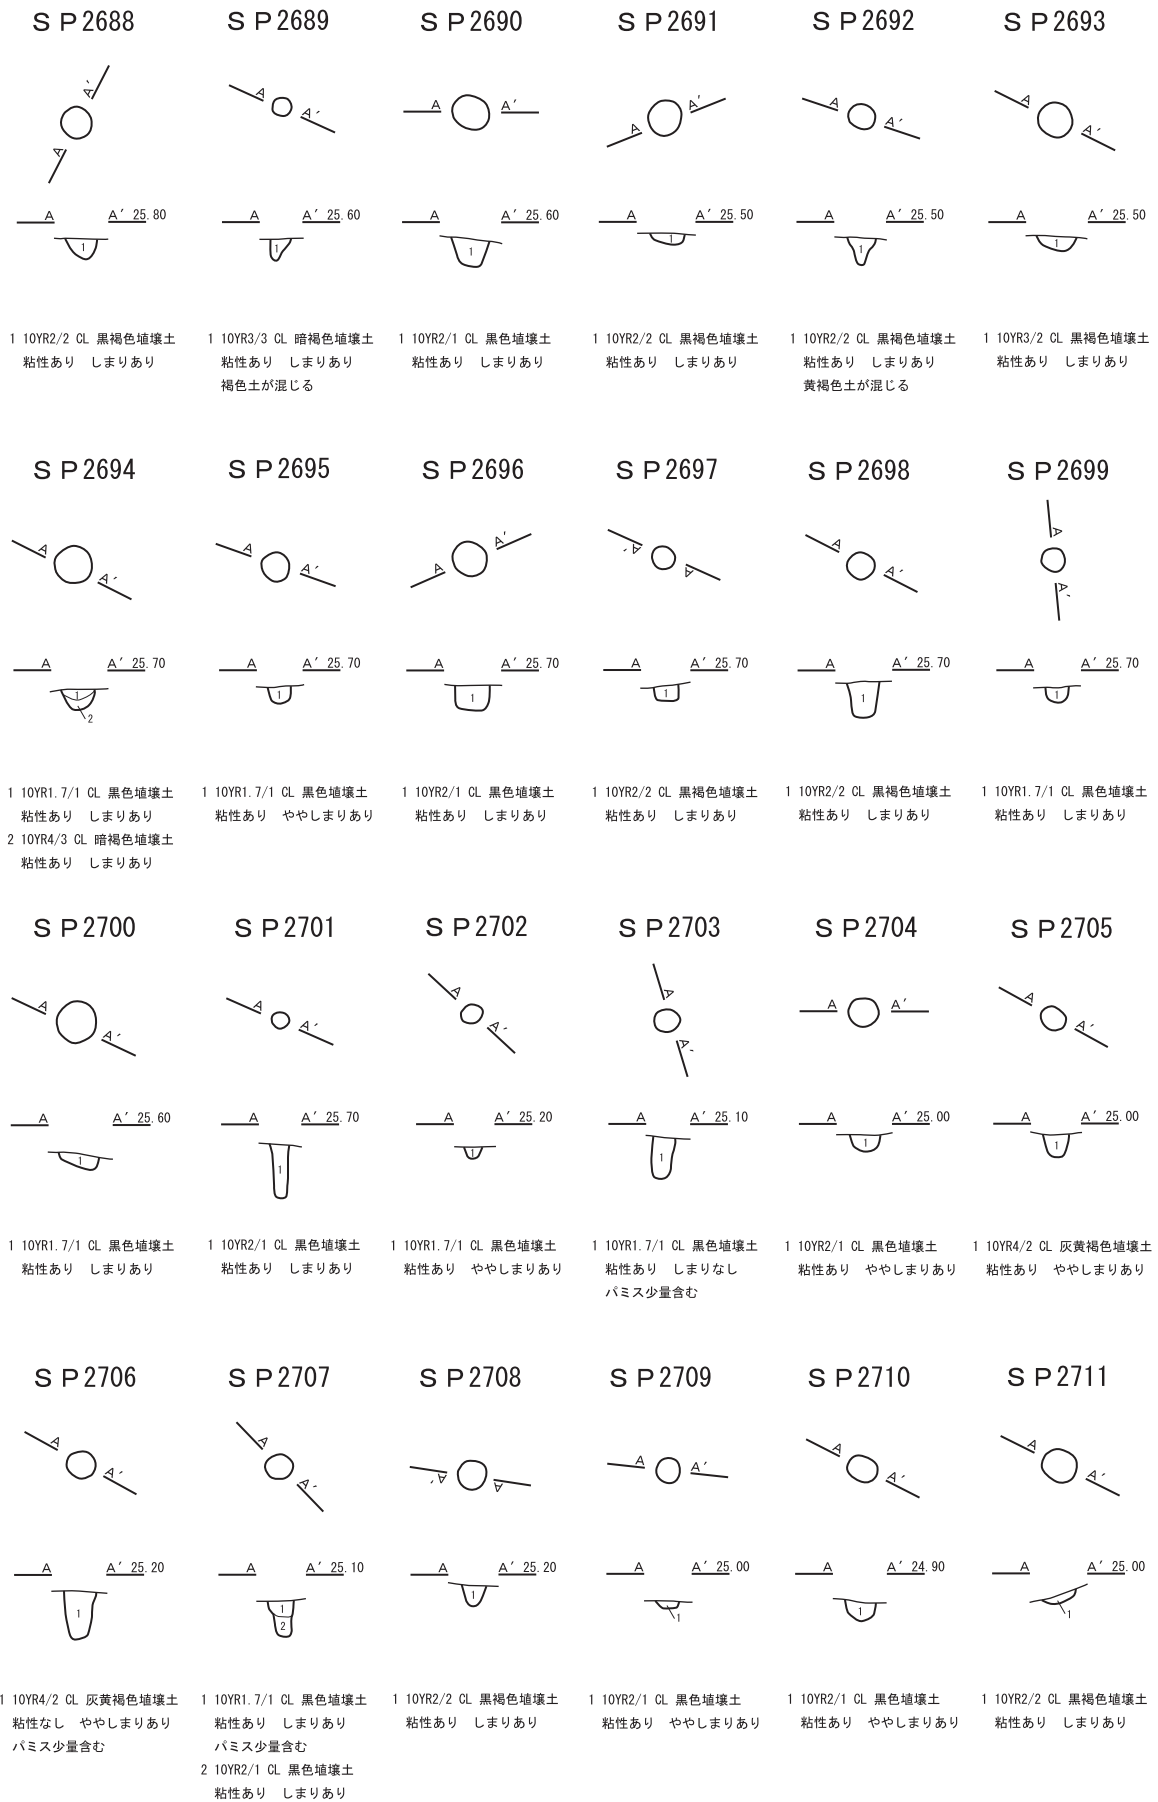 SP2688
A
A′
A A′ 25.80
1
1 10YR2/2 CL 黒褐色埴壌土
粘性あり しまりあり
SP2689
A
A′
A A′ 25.60
1
1 10YR3/3 CL 暗褐色埴壌土
粘性あり しまりあり
褐色土が混じる
SP2690
A A′
A A′ 25.60
1
1 10YR2/1 CL 黒色埴壌土
粘性あり しまりあり
SP2691
A
A′
A A′ 25.50
1
1 10YR2/2 CL 黒褐色埴壌土
粘性あり しまりあり
SP2692
A
A′
A A′ 25.50
1
1 10YR2/2 CL 黒褐色埴壌土
粘性あり しまりあり
黄褐色土が混じる
SP2693
A
A′
A A′ 25.50
1
1 10YR3/2 CL 黒褐色埴壌土
粘性あり しまりあり
SP2694
A
A′
A A′ 25.70
1
2
1 10YR1.7/1 CL 黒色埴壌土
粘性あり しまりあり
2 10YR4/3 CL 暗褐色埴壌土
粘性あり しまりあり
SP2695
A
A′
A A′ 25.70
1
1 10YR1.7/1 CL 黒色埴壌土
粘性あり ややしまりあり
SP2696
A
A′
A A′ 25.70
1
1 10YR2/1 CL 黒色埴壌土
粘性あり しまりあり
SP2697
A′
A
A A′ 25.70
1
1 10YR2/2 CL 黒褐色埴壌土
粘性あり しまりあり
SP2698
A
A′
A A′ 25.70
1
1 10YR2/2 CL 黒褐色埴壌土
粘性あり しまりあり
SP2699
A
A′
A A′ 25.70
1
1 10YR1.7/1 CL 黒色埴壌土
粘性あり しまりあり
SP2700
A
A′
A A′ 25.60
1
1 10YR1.7/1 CL 黒色埴壌土
粘性あり しまりあり
SP2701
A
A′
A A′ 25.70
1
1 10YR2/1 CL 黒色埴壌土
粘性あり しまりあり
SP2702
A
A′
A A′ 25.20
1
1 10YR1.7/1 CL 黒色埴壌土
粘性あり ややしまりあり
SP2703
A
A′
A A′ 25.10
1
1 10YR1.7/1 CL 黒色埴壌土
粘性あり しまりなし
パミス少量含む
SP2704
A A′
A A′ 25.00
1
1 10YR2/1 CL 黒色埴壌土
粘性あり ややしまりあり
SP2705
A
A′
A A′ 25.00
1
1 10YR4/2 CL 灰黄褐色埴壌土
粘性あり ややしまりあり
SP2706
A
A′
A A′ 25.20
1
1 10YR4/2 CL 灰黄褐色埴壌土
粘性なし ややしまりあり
パミス少量含む
SP2707
A
A′
A A′ 25.10
1
2
1 10YR1.7/1 CL 黒色埴壌土
粘性あり しまりあり
パミス少量含む
2 10YR2/1 CL 黒色埴壌土
粘性あり しまりあり
SP2708
A′
A
A A′ 25.20
1
1 10YR2/2 CL 黒褐色埴壌土
粘性あり しまりあり
SP2709
A A′
A A′ 25.00
1
1 10YR2/1 CL 黒色埴壌土
粘性あり ややしまりあり
SP2710
A
A′
A A′ 24.90
1
1 10YR2/1 CL 黒色埴壌土
粘性あり ややしまりあり
SP2711
A
A′
A A′ 25.00
1
1 10YR2/2 CL 黒褐色埴壌土
粘性あり しまりあり